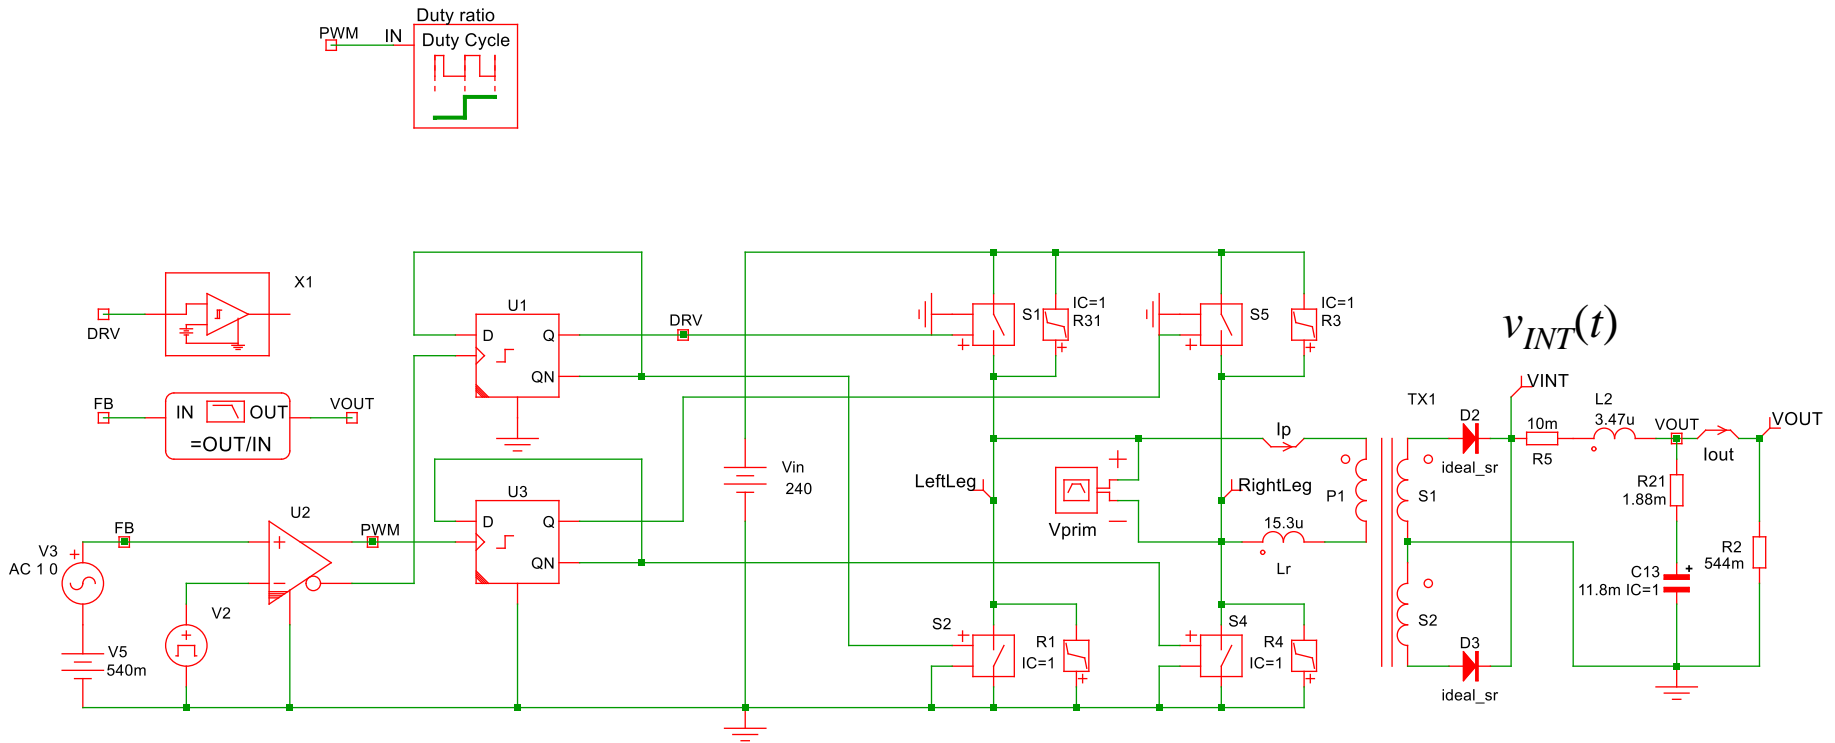 Duty ratio
PWM
IN
Duty Cycle
X1
DRV
FB
IN
OUT
VOUT
=OUT/IN
U1
D
Q
QN
DRV
U3
D
Q
QN
U2
FB
PWM
V3
AC 1 0
V2
V5
540m
Vin
240
S1
IC=1
R31
S5
IC=1
R3
LeftLeg
RightLeg
Vprim
Ip
15.3u
Lr
P1
TX1
S1
S2
D2
ideal_sr
D3
ideal_sr
v_INT(t)
VINT
10m
R5
L2
3.47u
VOUT
Iout
VOUT
R21
1.88m
C13
11.8m IC=1
R2
544m
S2
R1
IC=1
S4
R4
IC=1